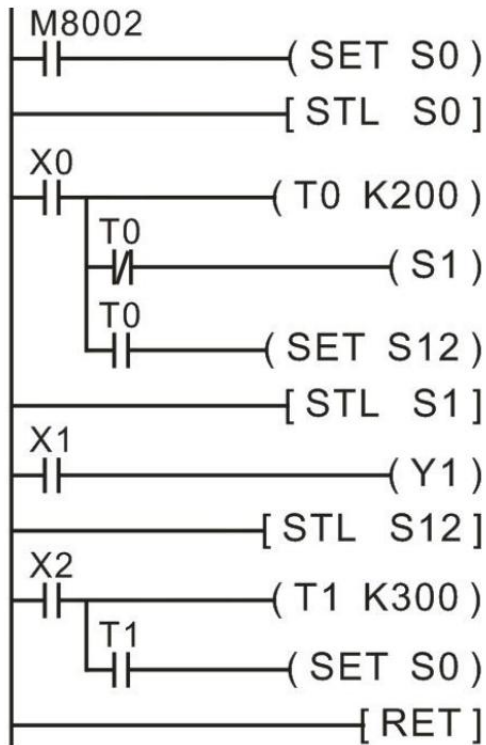 M8002
( SET S0 )
[ STL S0 ]
X0
( T0 K200 )
T0
( S1 )
T0
( SET S12 )
[ STL S1 ]
X1
( Y1 )
[ STL S12 ]
X2
( T1 K300 )
T1
( SET S0 )
[ RET ]